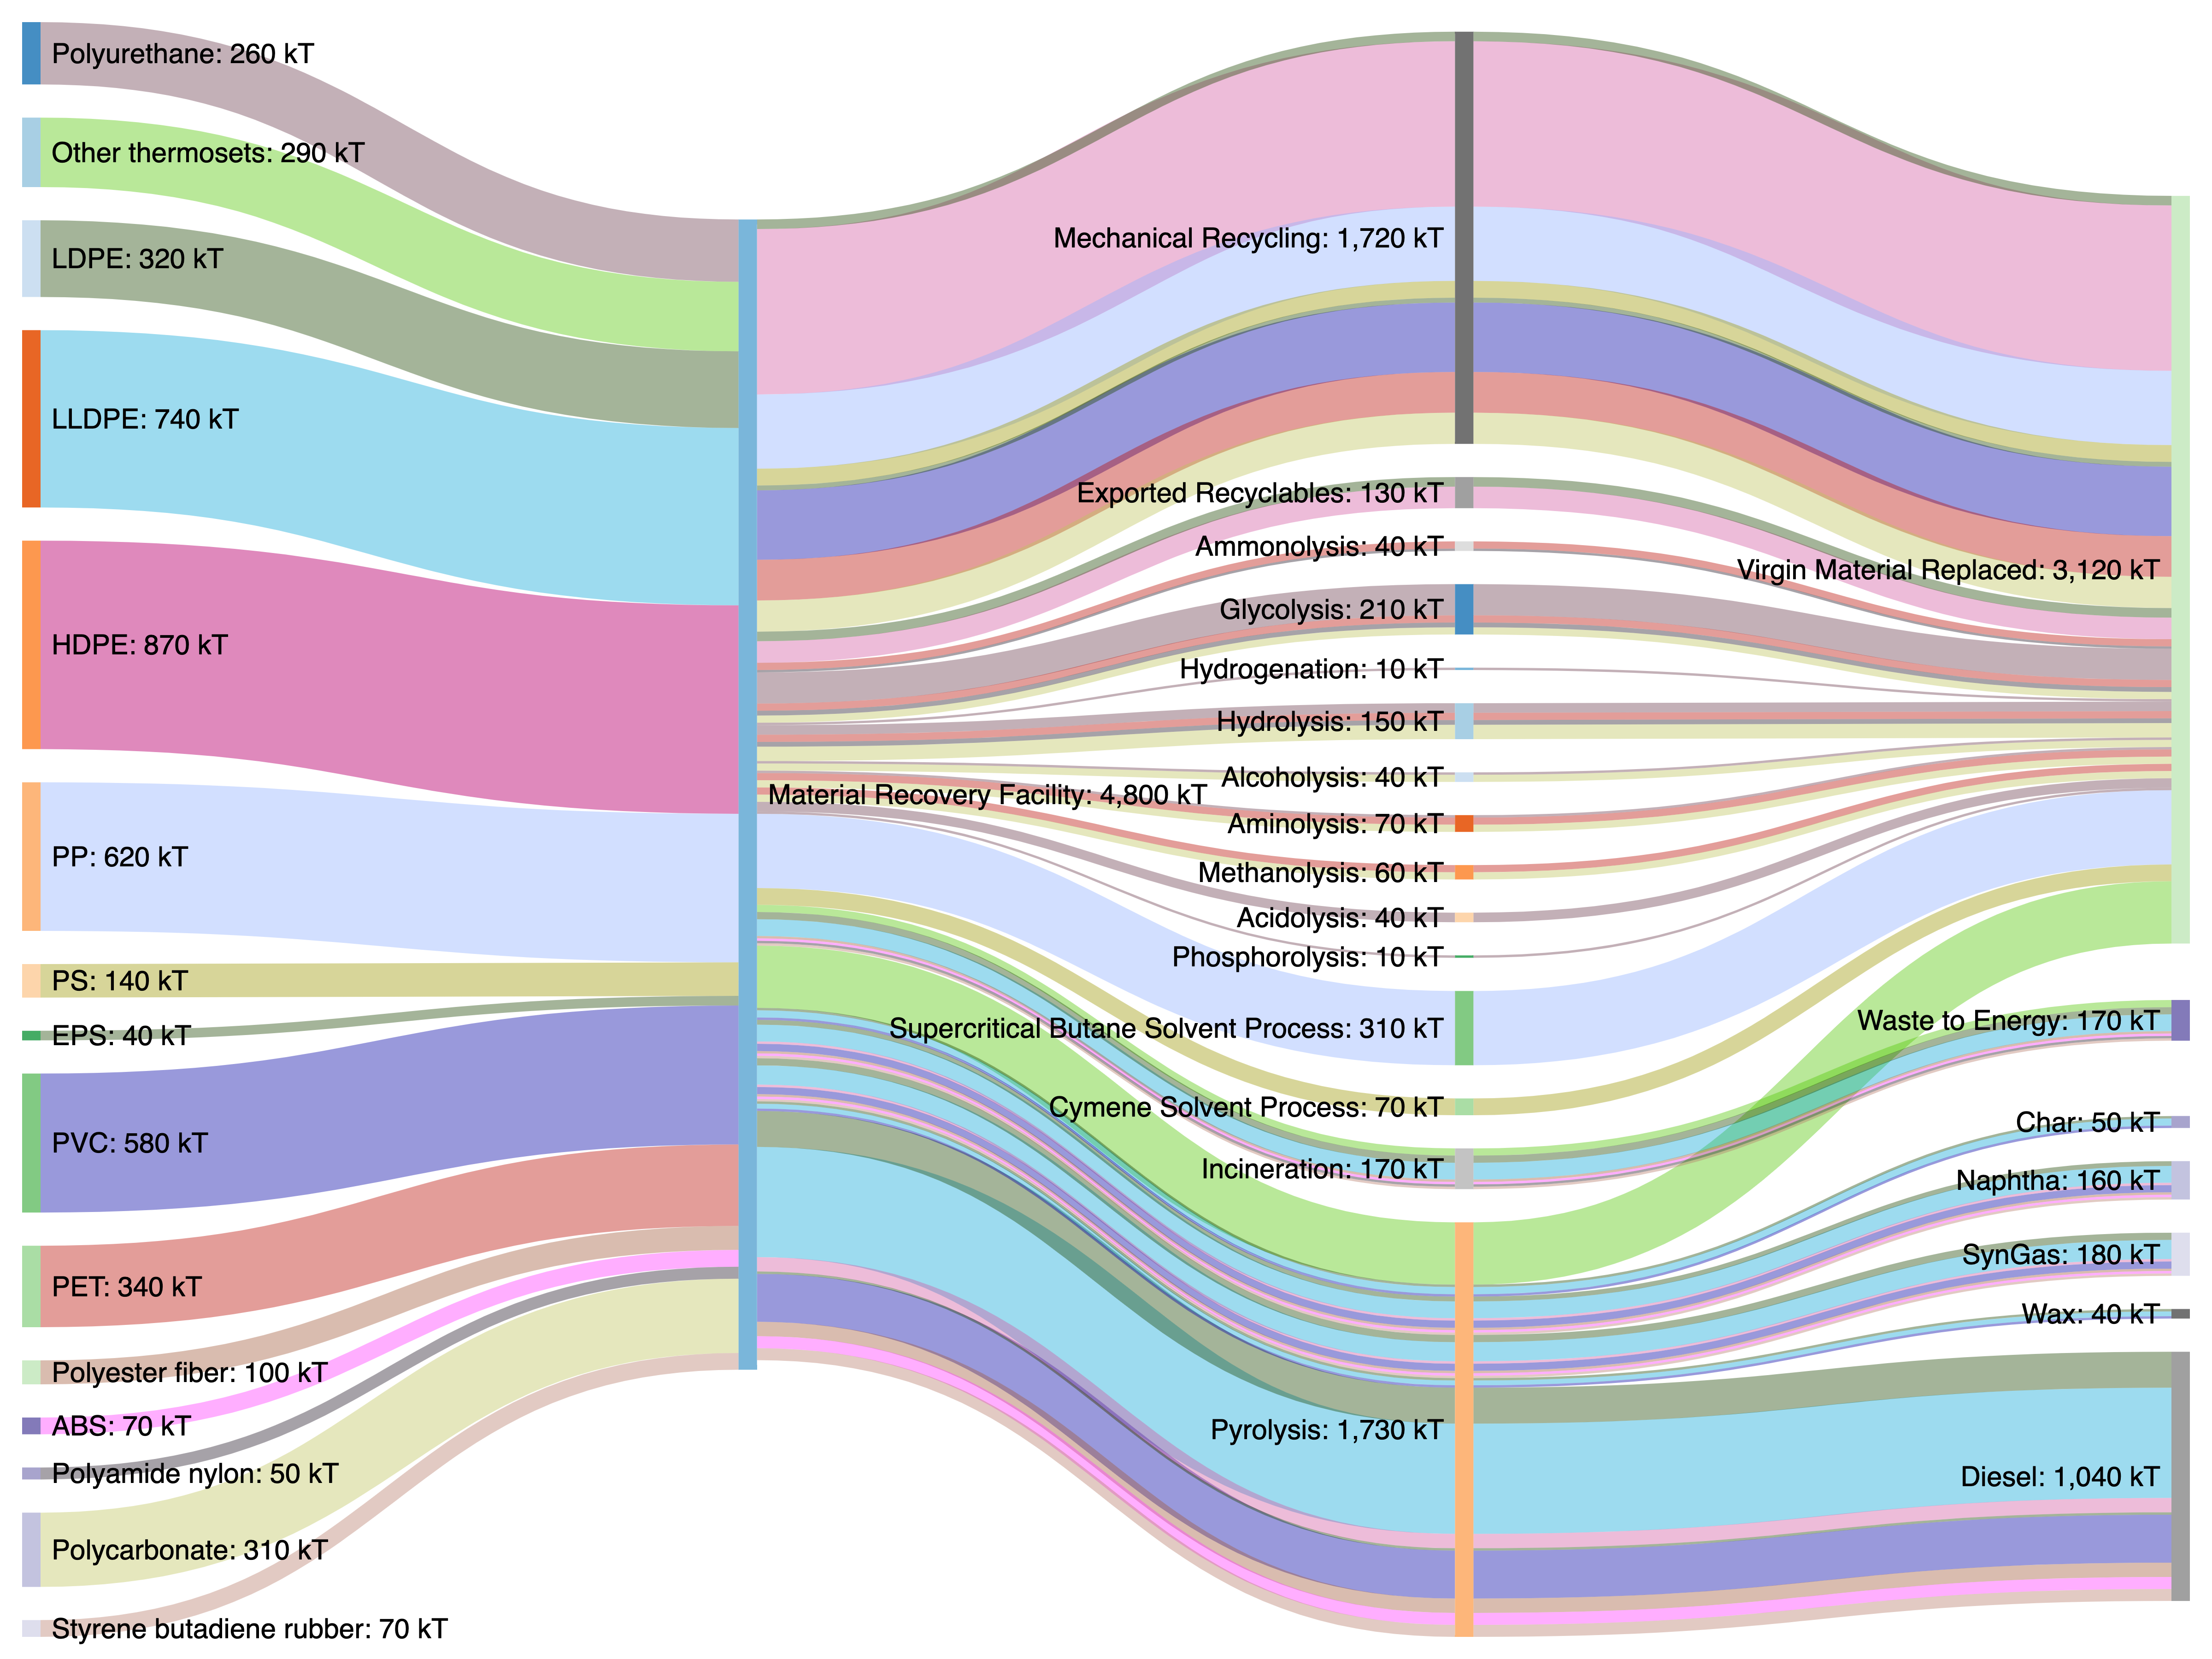 Polyurethane: 260 kT
Other thermosets: 290 kT
LDPE: 320 kT
LLDPE: 740 kT
HDPE: 870 kT
PP: 620 kT
PS: 140 kT
EPS: 40 kT
PVC: 580 kT
PET: 340 kT
Polyester fiber: 100 kT
ABS: 70 kT
Polyamide nylon: 50 kT
Polycarbonate: 310 kT
Styrene butadiene rubber: 70 kT
Material Recovery Facility: 4,800 kT
Mechanical Recycling: 1,720 kT
Exported Recyclables: 130 kT
Ammonolysis: 40 kT
Glycolysis: 210 kT
Hydrogenation: 10 kT
Hydrolysis: 150 kT
Alcoholysis: 40 kT
Aminolysis: 70 kT
Methanolysis: 60 kT
Acidolysis: 40 kT
Phosphorolysis: 10 kT
Supercritical Butane Solvent Process: 310 kT
Cymene Solvent Process: 70 kT
Incineration: 170 kT
Pyrolysis: 1,730 kT
Virgin Material Replaced: 3,120 kT
Waste to Energy: 170 kT
Char: 50 kT
Naphtha: 160 kT
SynGas: 180 kT
Wax: 40 kT
Diesel: 1,040 kT